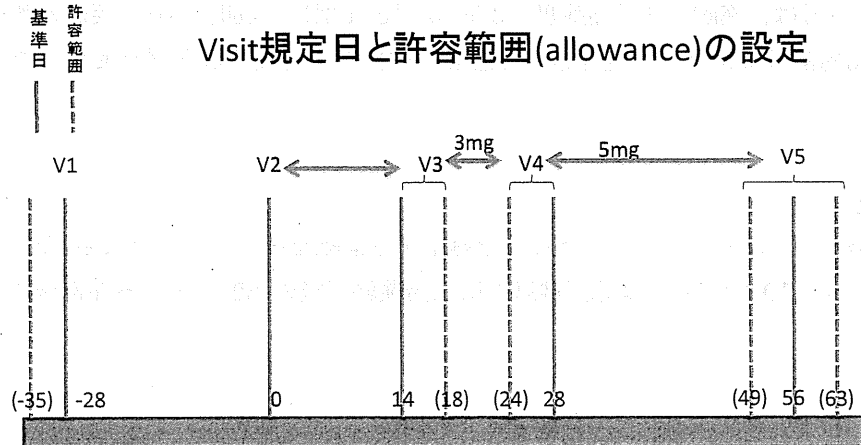 基準日
許容範囲
Visit規定日と許容範囲(allowance)の設定
V1
V2
V3
3mg
V4
5mg
V5
(-35)
-28
0
14
(18)
(24)
28
(49)
56
(63)